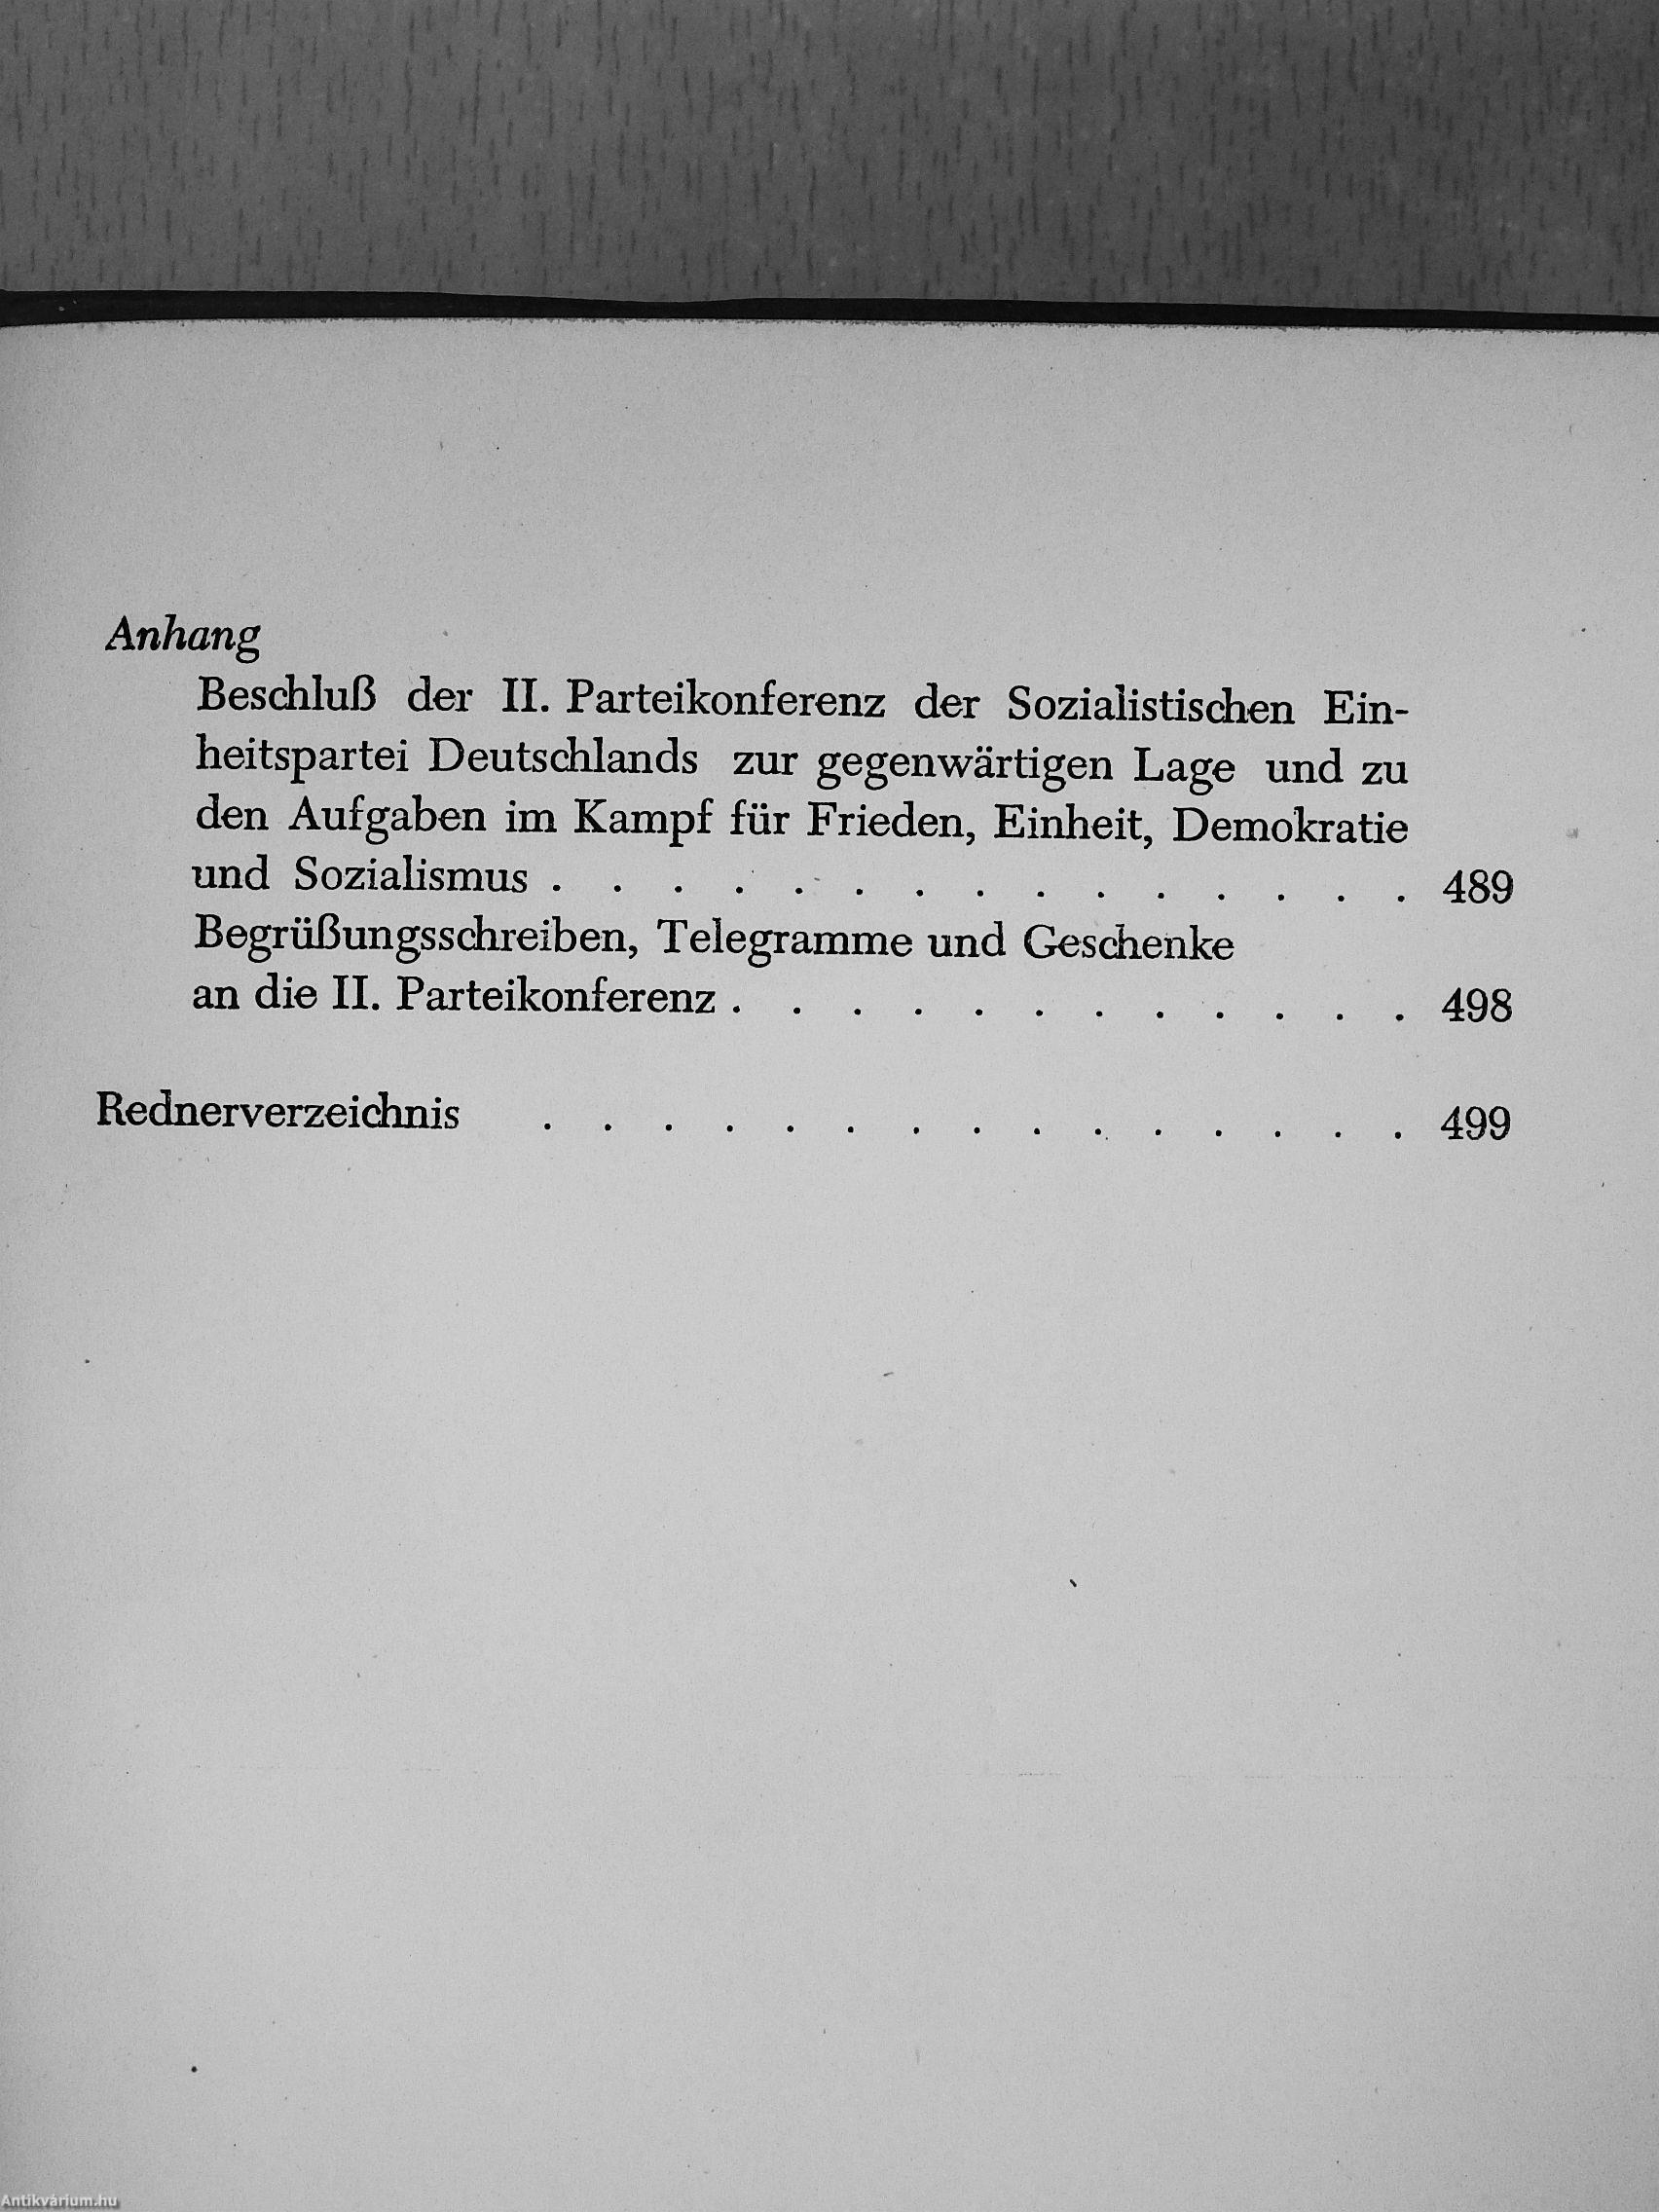 Anhang
Beschluß der II. Parteikonferenz der Sozialistischen Ein-
heitspartei Deutschlands zur gegenwärtigen Lage und zu
den Aufgaben im Kampf für Frieden, Einheit, Demokratie
und Sozialismus . . . . . . . . . . . . . . . 489
Begrüßungsschreiben, Telegramme und Geschenke
an die II. Parteikonferenz . . . . . . . . . . . . 498
Rednerverzeichnis . . . . . . . . . . . . . . . 499
Antikvárium.hu